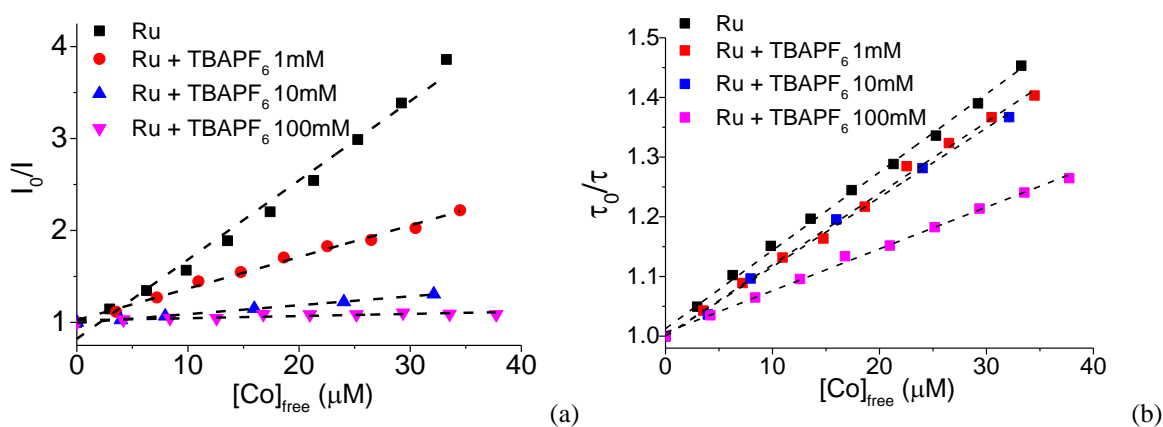 Ru
Ru + TBAPF6 1mM
Ru + TBAPF6 10mM
Ru + TBAPF6 100mM
I0/I
4
3
2
1
0 10 20 30 40
[Co]free (μM)
(a)
Ru
Ru + TBAPF6 1mM
Ru + TBAPF6 10mM
Ru + TBAPF6 100mM
τ0/τ
1.5
1.4
1.3
1.2
1.1
1.0
0 10 20 30 40
[Co]free (μM)
(b)